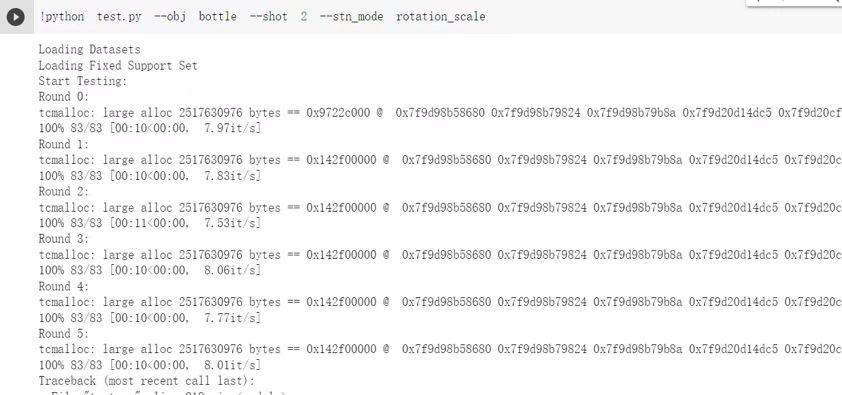 !python test.py --obj bottle --shot 2 --stn_mode rotation_scale
Loading Datasets
Loading Fixed Support Set
Start Testing:
Round 0:
tcmalloc: large alloc 2517630976 bytes == 0x9722c000 @ 0x7f9d98b58680 0x7f9d98b79824 0x7f9d98b79b8a 0x7f9d20d14dc5 0x7f9d20cf
100% 83/83 [00:10<00:00, 7.97it/s]
Round 1:
tcmalloc: large alloc 2517630976 bytes == 0x142f00000 @ 0x7f9d98b58680 0x7f9d98b79824 0x7f9d98b79b8a 0x7f9d20d14dc5 0x7f9d20c
100% 83/83 [00:10<00:00, 7.83it/s]
Round 2:
tcmalloc: large alloc 2517630976 bytes == 0x142f00000 @ 0x7f9d98b58680 0x7f9d98b79824 0x7f9d98b79b8a 0x7f9d20d14dc5 0x7f9d20c
100% 83/83 [00:11<00:00, 7.53it/s]
Round 3:
tcmalloc: large alloc 2517630976 bytes == 0x142f00000 @ 0x7f9d98b58680 0x7f9d98b79824 0x7f9d98b79b8a 0x7f9d20d14dc5 0x7f9d20c
100% 83/83 [00:10<00:00, 8.06it/s]
Round 4:
tcmalloc: large alloc 2517630976 bytes == 0x142f00000 @ 0x7f9d98b58680 0x7f9d98b79824 0x7f9d98b79b8a 0x7f9d20d14dc5 0x7f9d20c
100% 83/83 [00:10<00:00, 7.77it/s]
Round 5:
tcmalloc: large alloc 2517630976 bytes == 0x142f00000 @ 0x7f9d98b58680 0x7f9d98b79824 0x7f9d98b79b8a 0x7f9d20d14dc5 0x7f9d20c
100% 83/83 [00:10<00:00, 8.01it/s]
Traceback (most recent call last):